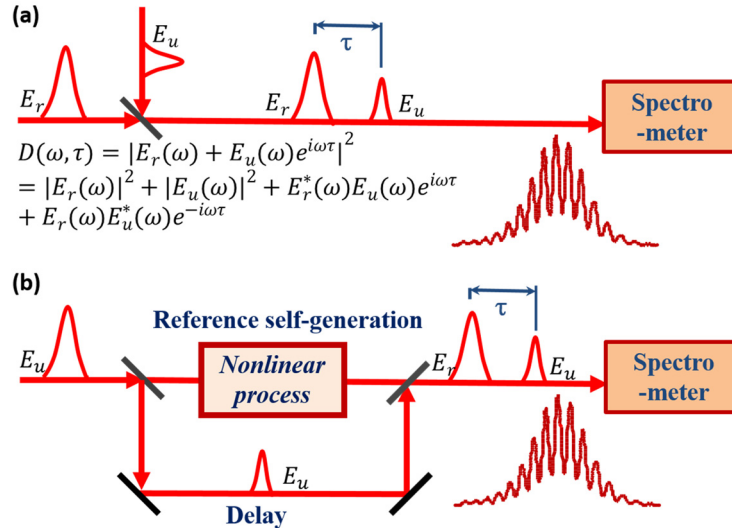 (a)
E_u
τ
E_r
E_r
E_u
Spectro
-meter
D(ω, τ) = |E_r(ω) + E_u(ω)e^{iωτ}|^2
= |E_r(ω)|^2 + |E_u(ω)|^2 + E_r^*(ω)E_u(ω)e^{iωτ}
+ E_r(ω)E_u^*(ω)e^{-iωτ}
(b)
τ
Reference self-generation
E_u
Nonlinear
process
E_r
E_u
Spectro
-meter
E_u
Delay